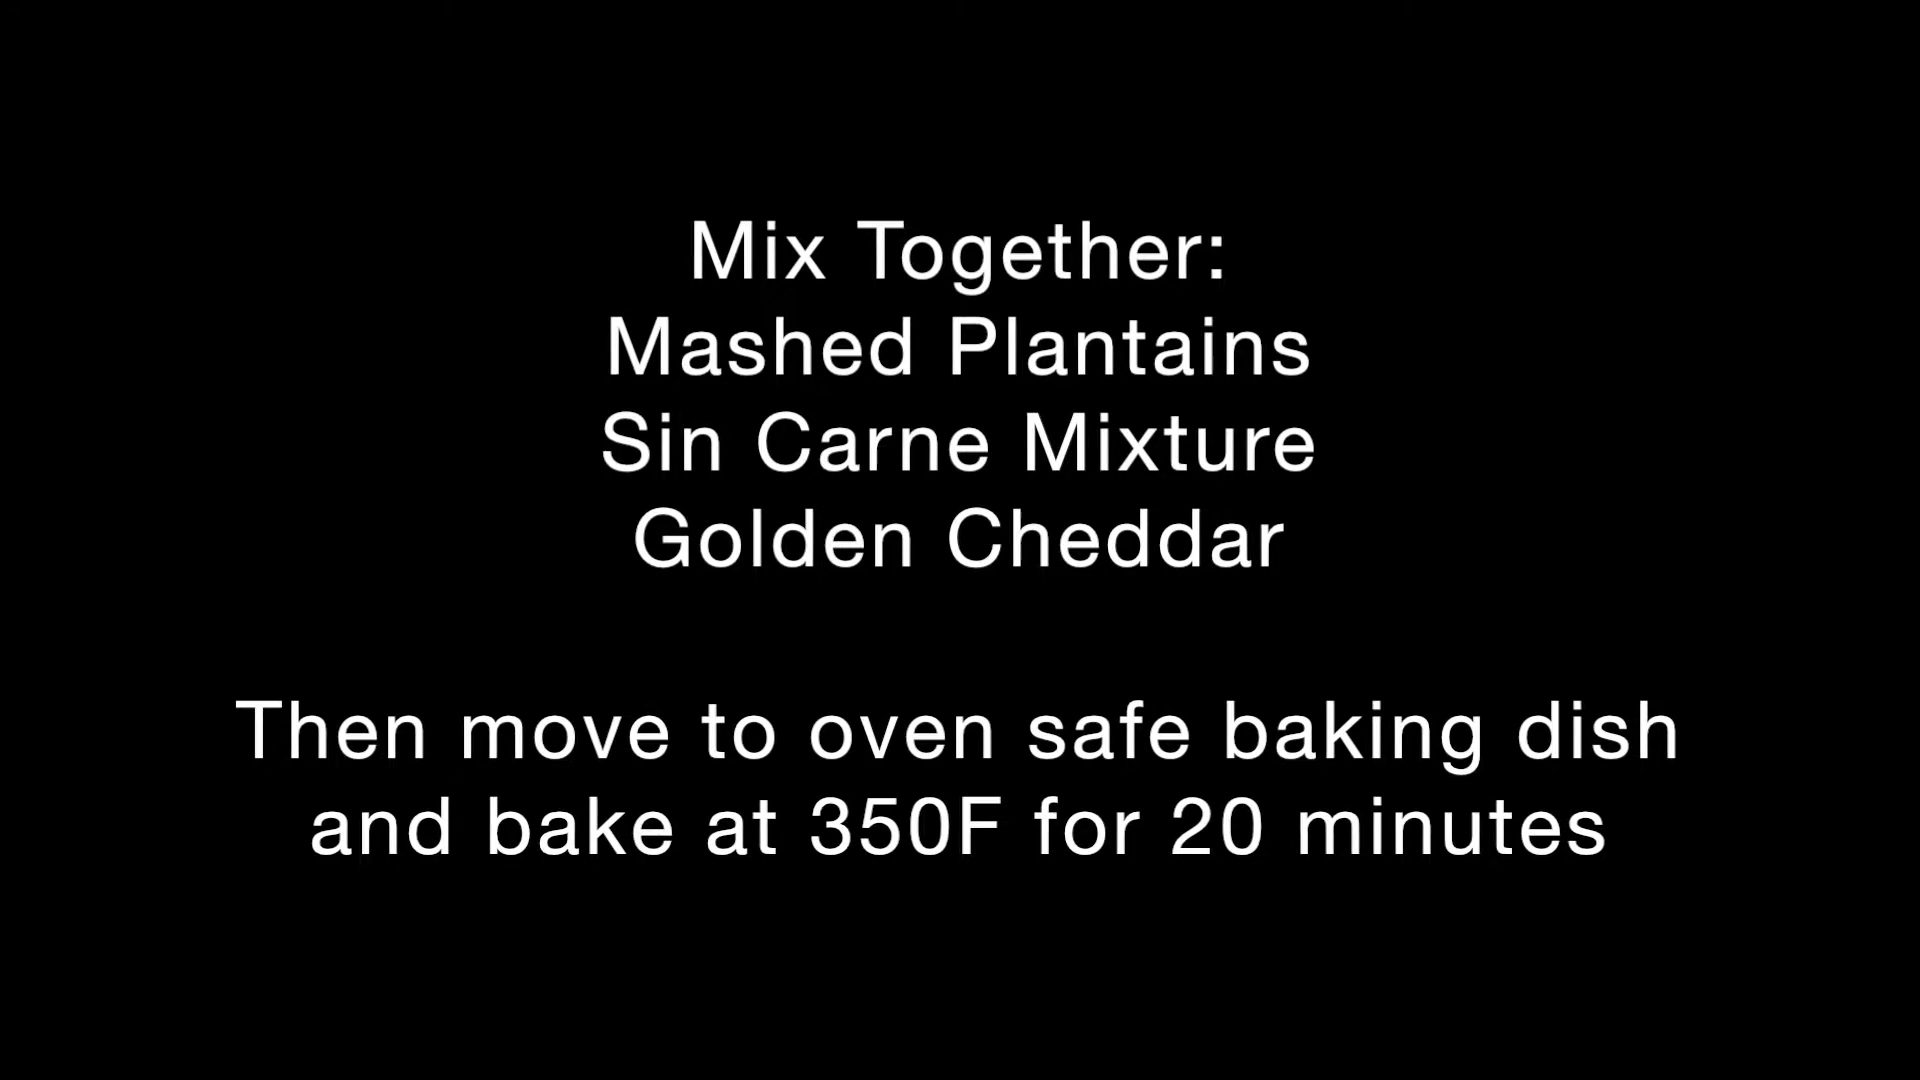 Mix Together:
Mashed Plantains
Sin Carne Mixture
Golden Cheddar
Then move to oven safe baking dish
and bake at 350F for 20 minutes